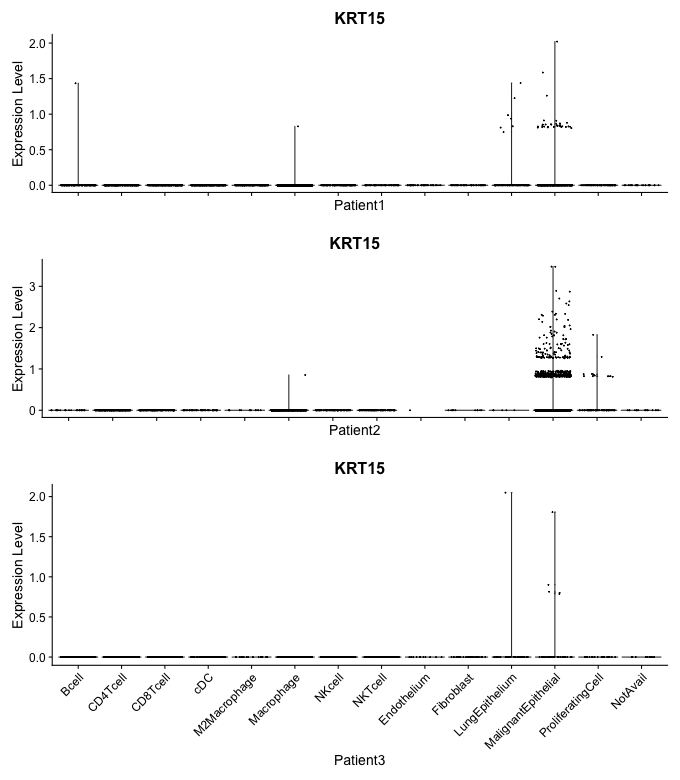 KRT15
Expression Level
2.0
1.5
1.0
0.5
0.0
Patient1
KRT15
Expression Level
3
2
1
0
Patient2
KRT15
Expression Level
2.0
1.5
1.0
0.5
0.0
Bcell
CD4Tcell
CD8Tcell
cDC
M2Macrophage
Macrophage
NKcell
NKTcell
Endothelium
Fibroblast
LungEpithelium
MalignantEpithelial
ProliferatingCell
NotAvail
Patient3